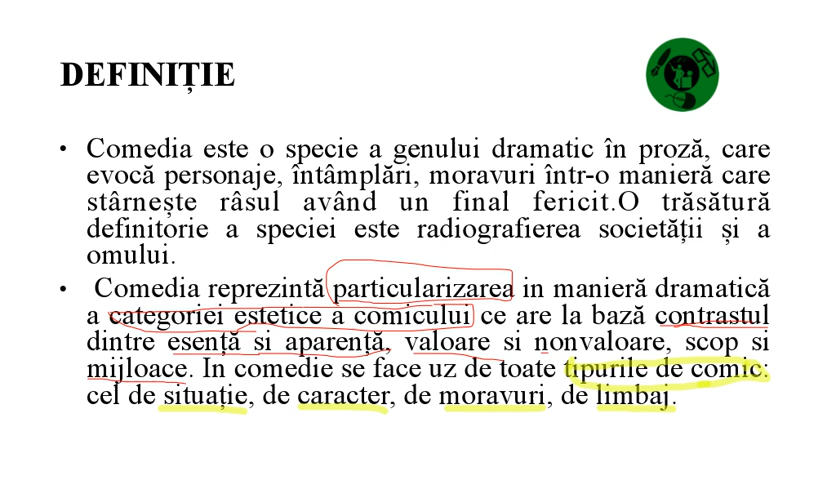 DEFINIȚIE
• Comedia este o specie a genului dramatic în proză, care
evocă personaje, întâmplări, moravuri într-o manieră care
stârnește râsul având un final fericit.O trăsătură
definitorie a speciei este radiografierea societății și a
omului.
• Comedia reprezintă particularizarea in manieră dramatică
a categoriei estetice a comicului ce are la bază contrastul
dintre esență si aparență, valoare si nonvaloare, scop si
mijloace. In comedie se face uz de toate tipurile de comic:
cel de situație, de caracter, de moravuri, de limbaj.